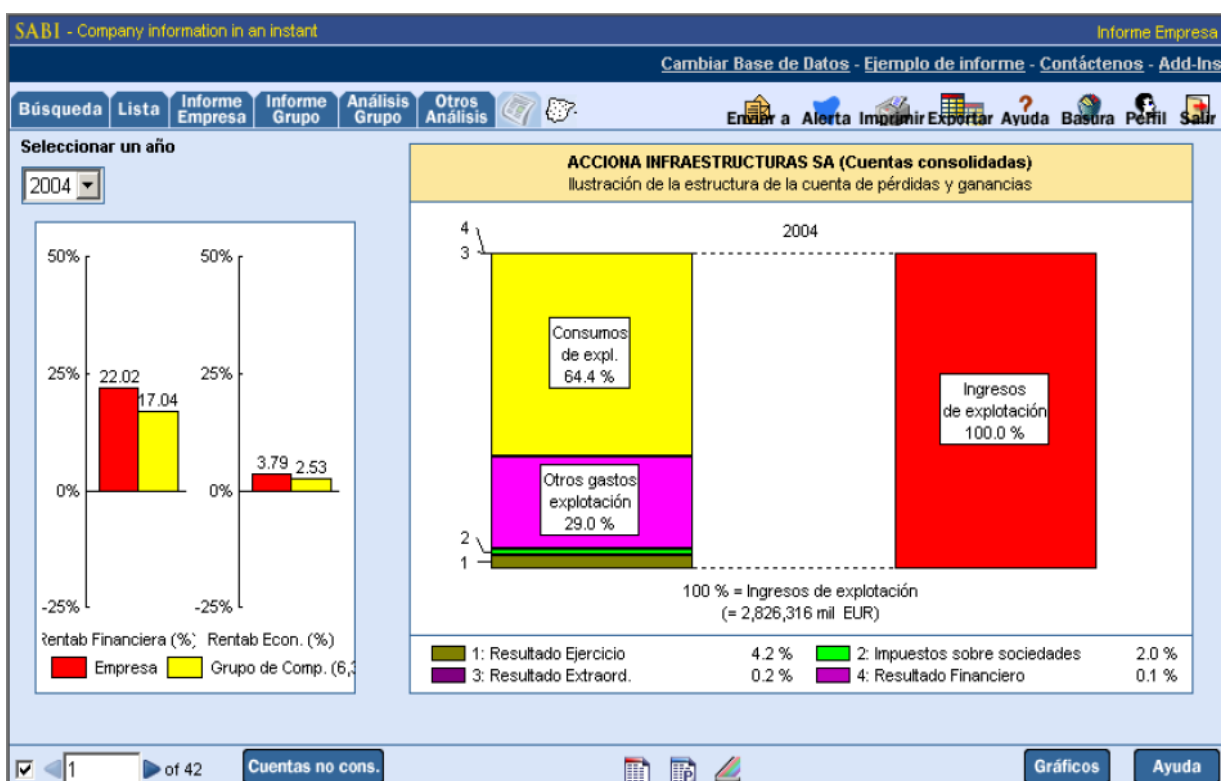 SABI - Company information in an instant
Informe Empresa
Cambiar Base de Datos - Ejemplo de informe - Contáctenos - Add-Ins
Búsqueda
Lista
Informe
Empresa
Informe
Grupo
Análisis
Grupo
Otros
Análisis
Enviar a
Alerta
Imprimir
Exportar
Ayuda
Basura
Perfil
Salir
Seleccionar un año
2004
50%
25%
0%
-25%
22.02
17.04
50%
25%
0%
-25%
3.79
2.53
Rentab Financiera (%)
Rentab Econ. (%)
Empresa
Grupo de Comp. (6,3
ACCIONA INFRAESTRUCTURAS SA (Cuentas consolidadas)
Ilustración de la estructura de la cuenta de pérdidas y ganancias
2004
4
3
Consumos
de expl.
64.4 %
Otros gastos
explotación
29.0 %
2
1
Ingresos
de explotación
100.0 %
100 % = Ingresos de explotación
(= 2,826,316 mil EUR)
1: Resultado Ejercicio 4.2 %
2: Impuestos sobre sociedades 2.0 %
3: Resultado Extraord. 0.2 %
4: Resultado Financiero 0.1 %
1
of 42
Cuentas no cons.
P
Gráficos
Ayuda